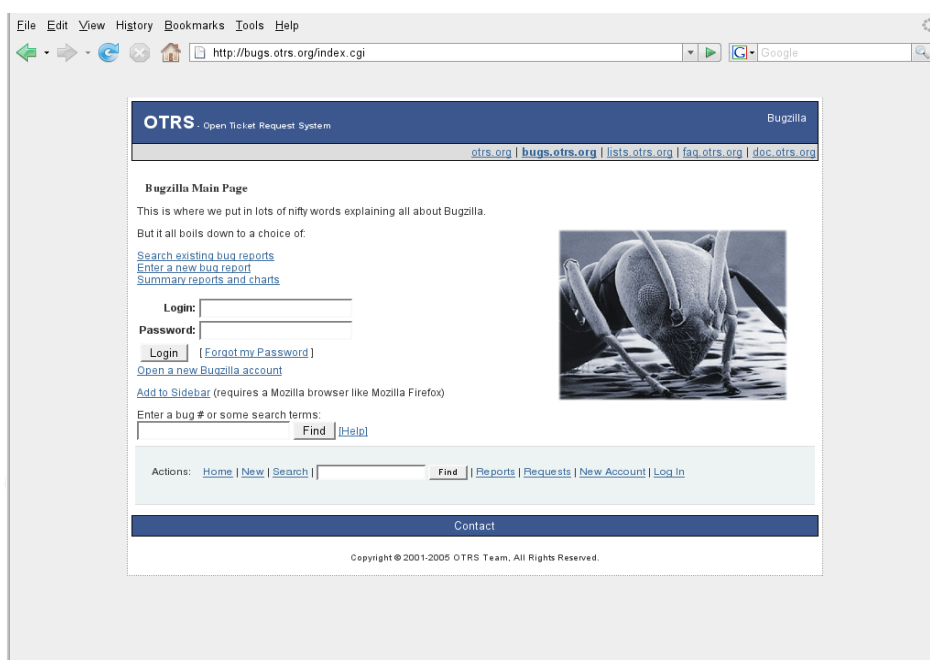 File Edit View History Bookmarks Tools Help
http://bugs.otrs.org/index.cgi G Google
OTRS - Open Ticket Request System Bugzilla
otrs.org | bugs.otrs.org | lists.otrs.org | faq.otrs.org | doc.otrs.org
Bugzilla Main Page
This is where we put in lots of nifty words explaining all about Bugzilla.
But it all boils down to a choice of:
Search existing bug reports
Enter a new bug report
Summary reports and charts
Login:
Password:
Login [ Forgot my Password ]
Open a new Bugzilla account
Add to Sidebar (requires a Mozilla browser like Mozilla Firefox)
Enter a bug # or some search terms:
Find [Help]
Actions: Home | New | Search | Find | Reports | Requests | New Account | Log In
Contact
Copyright © 2001-2005 OTRS Team, All Rights Reserved.